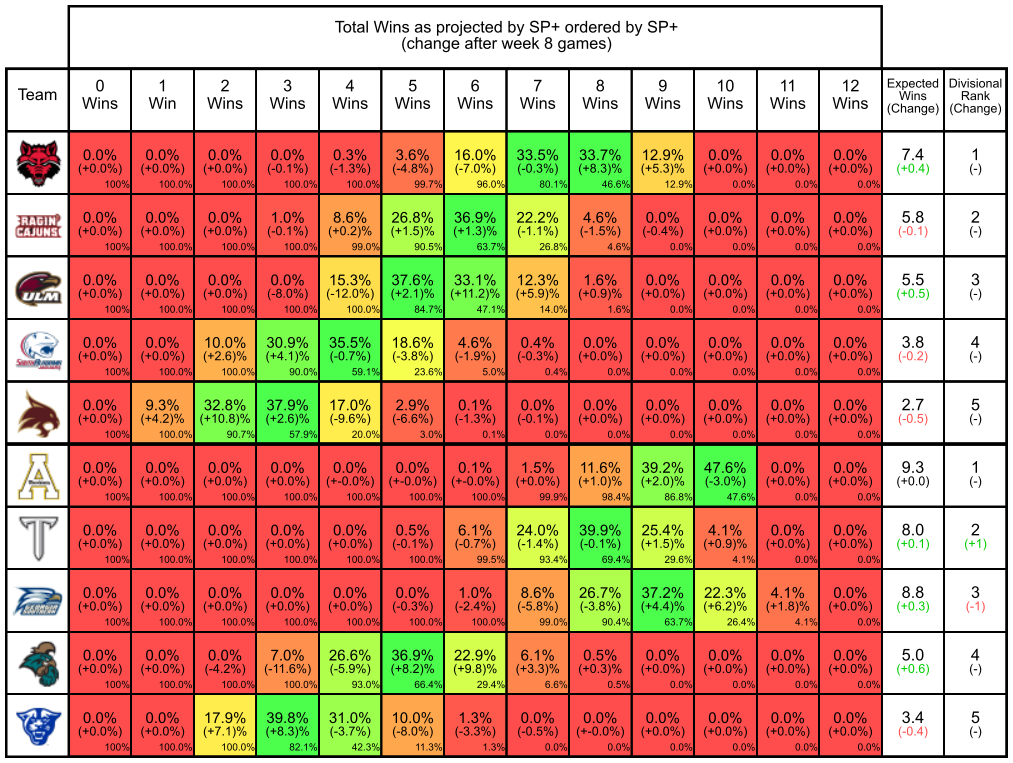 Total Wins as projected by SP+ ordered by SP+
(change after week 8 games)
Team
0
Wins
1
Win
2
Wins
3
Wins
4
Wins
5
Wins
6
Wins
7
Wins
8
Wins
9
Wins
10
Wins
11
Wins
12
Wins
Expected
Wins
(Change)
Divisional
Rank
(Change)
0.0% 0.0% 0.0% 0.0% 0.3% 3.6% 16.0% 33.5% 33.7% 12.9% 0.0% 0.0% 0.0% 7.4 1
(+0.0%) (+0.0%) (+0.0%) (-0.1%) (-1.3%) (-4.8%) (-7.0%) (-0.3%) (+8.3)% (+5.3)% (+0.0%) (+0.0%) (+0.0%) (+0.4) (-)
100% 100.0% 100.0% 100.0% 100.0% 99.7% 96.0% 80.1% 46.6% 12.9% 0.0% 0.0% 0.0%
RAGIN' CAJUNS
0.0% 0.0% 0.0% 1.0% 8.6% 26.8% 36.9% 22.2% 4.6% 0.0% 0.0% 0.0% 0.0% 5.8 2
(+0.0%) (+0.0%) (+0.0%) (-0.1%) (+0.2)% (+1.5)% (+1.3)% (-1.1%) (-1.5%) (-0.4%) (+0.0%) (+0.0%) (+0.0%) (-0.1) (-)
100% 100.0% 100.0% 100.0% 99.0% 90.5% 63.7% 26.8% 4.6% 0.0% 0.0% 0.0% 0.0%
ULM
0.0% 0.0% 0.0% 0.0% 15.3% 37.6% 33.1% 12.3% 1.6% 0.0% 0.0% 0.0% 0.0% 5.5 3
(+0.0%) (+0.0%) (+0.0%) (-8.0%) (-12.0%) (+2.1)% (+11.2)% (+5.9)% (+0.9)% (+0.0%) (+0.0%) (+0.0%) (+0.0%) (+0.5) (-)
100% 100.0% 100.0% 100.0% 100.0% 84.7% 47.1% 14.0% 1.6% 0.0% 0.0% 0.0% 0.0%
0.0% 0.0% 10.0% 30.9% 35.5% 18.6% 4.6% 0.4% 0.0% 0.0% 0.0% 0.0% 0.0% 3.8 4
(+0.0%) (+0.0%) (+2.6)% (+4.1)% (-0.7%) (-3.8%) (-1.9%) (-0.3%) (+0.0%) (+0.0%) (+0.0%) (+0.0%) (+0.0%) (-0.2) (-)
100% 100.0% 100.0% 90.0% 59.1% 23.6% 5.0% 0.4% 0.0% 0.0% 0.0% 0.0% 0.0%
0.0% 9.3% 32.8% 37.9% 17.0% 2.9% 0.1% 0.0% 0.0% 0.0% 0.0% 0.0% 0.0% 2.7 5
(+0.0%) (+4.2)% (+10.8)% (+2.6)% (-9.6%) (-6.6%) (-1.3%) (-0.1%) (+0.0%) (+0.0%) (+0.0%) (+0.0%) (+0.0%) (-0.5) (-)
100% 100.0% 90.7% 57.9% 20.0% 3.0% 0.1% 0.0% 0.0% 0.0% 0.0% 0.0% 0.0%
0.0% 0.0% 0.0% 0.0% 0.0% 0.0% 0.1% 1.5% 11.6% 39.2% 47.6% 0.0% 0.0% 9.3 1
(+0.0%) (+0.0%) (+0.0%) (+0.0%) (+-0.0%) (+-0.0%) (+-0.0%) (+0.0%) (+1.0)% (+2.0)% (-3.0%) (+0.0%) (+0.0%) (+0.0) (-)
100% 100.0% 100.0% 100.0% 100.0% 100.0% 100.0% 99.9% 98.4% 86.8% 47.6% 0.0% 0.0%
0.0% 0.0% 0.0% 0.0% 0.0% 0.5% 6.1% 24.0% 39.9% 25.4% 4.1% 0.0% 0.0% 8.0 2
(+0.0%) (+0.0%) (+0.0%) (+0.0%) (+0.0%) (-0.1%) (-0.7%) (-1.4%) (-0.1%) (+1.5)% (+0.9)% (+0.0%) (+0.0%) (+0.1) (+1)
100% 100.0% 100.0% 100.0% 100.0% 100.0% 99.5% 93.4% 69.4% 29.6% 4.1% 0.0% 0.0%
0.0% 0.0% 0.0% 0.0% 0.0% 0.0% 1.0% 8.6% 26.7% 37.2% 22.3% 4.1% 0.0% 8.8 3
(+0.0%) (+0.0%) (+0.0%) (+0.0%) (+0.0%) (-0.3%) (-2.4%) (-5.8%) (-3.8%) (+4.4)% (+6.2)% (+1.8)% (+0.0%) (+0.3) (-1)
100% 100.0% 100.0% 100.0% 100.0% 100.0% 100.0% 99.0% 90.4% 63.7% 26.4% 4.1% 0.0%
0.0% 0.0% 0.0% 7.0% 26.6% 36.9% 22.9% 6.1% 0.5% 0.0% 0.0% 0.0% 0.0% 5.0 4
(+0.0%) (+0.0%) (-4.2%) (-11.6%) (-5.9%) (+8.2)% (+9.8)% (+3.3)% (+0.3)% (+0.0%) (+0.0%) (+0.0%) (+0.0%) (+0.6) (-)
100% 100.0% 100.0% 100.0% 93.0% 66.4% 29.4% 6.6% 0.5% 0.0% 0.0% 0.0% 0.0%
0.0% 0.0% 17.9% 39.8% 31.0% 10.0% 1.3% 0.0% 0.0% 0.0% 0.0% 0.0% 0.0% 3.4 5
(+0.0%) (+0.0%) (+7.1)% (+8.3)% (-3.7%) (-8.0%) (-3.3%) (-0.5%) (+-0.0%) (+0.0%) (+0.0%) (+0.0%) (+0.0%) (-0.4) (-)
100% 100.0% 100.0% 82.1% 42.3% 11.3% 1.3% 0.0% 0.0% 0.0% 0.0% 0.0% 0.0%